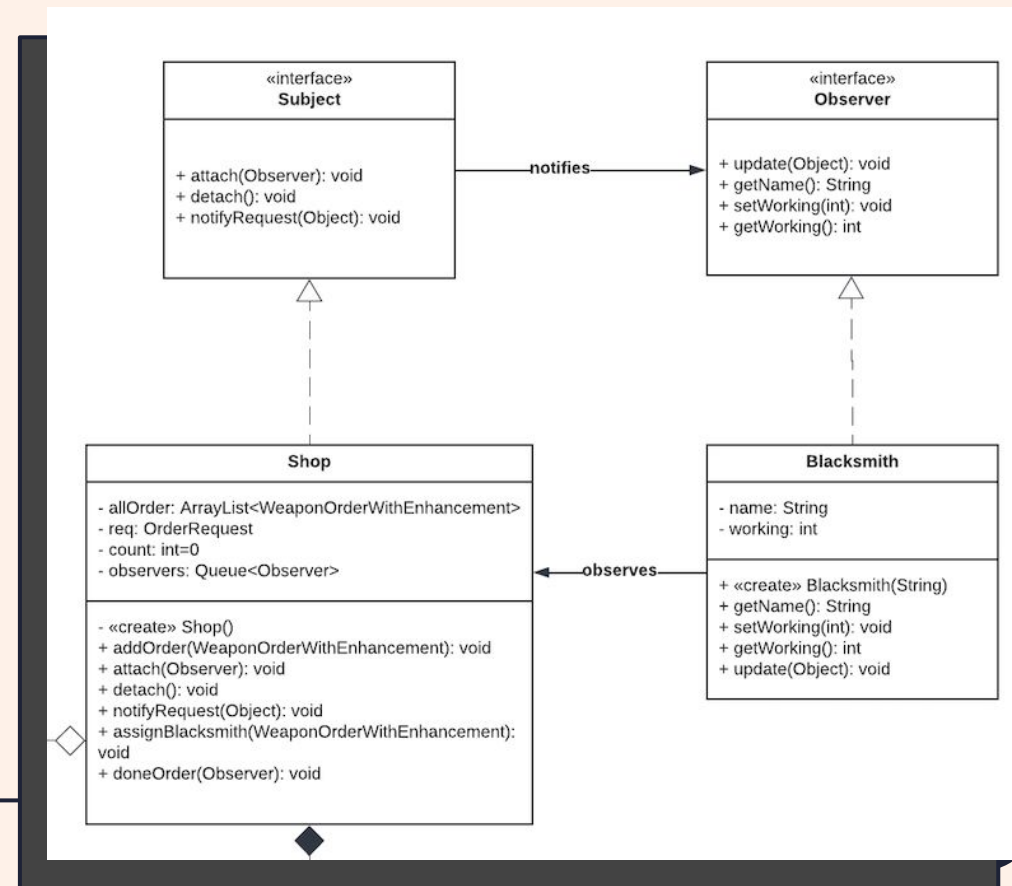 «interface»
Subject
+ attach(Observer): void
+ detach(): void
+ notifyRequest(Object): void
notifies
«interface»
Observer
+ update(Object): void
+ getName(): String
+ setWorking(int): void
+ getWorking(): int
Shop
- allOrder: ArrayList<WeaponOrderWithEnhancement>
- req: OrderRequest
- count: int=0
- observers: Queue<Observer>
- «create» Shop()
+ addOrder(WeaponOrderWithEnhancement): void
+ attach(Observer): void
+ detach(): void
+ notifyRequest(Object): void
+ assignBlacksmith(WeaponOrderWithEnhancement):
void
+ doneOrder(Observer): void
observes
Blacksmith
- name: String
- working: int
+ «create» Blacksmith(String)
+ getName(): String
+ setWorking(int): void
+ getWorking(): int
+ update(Object): void